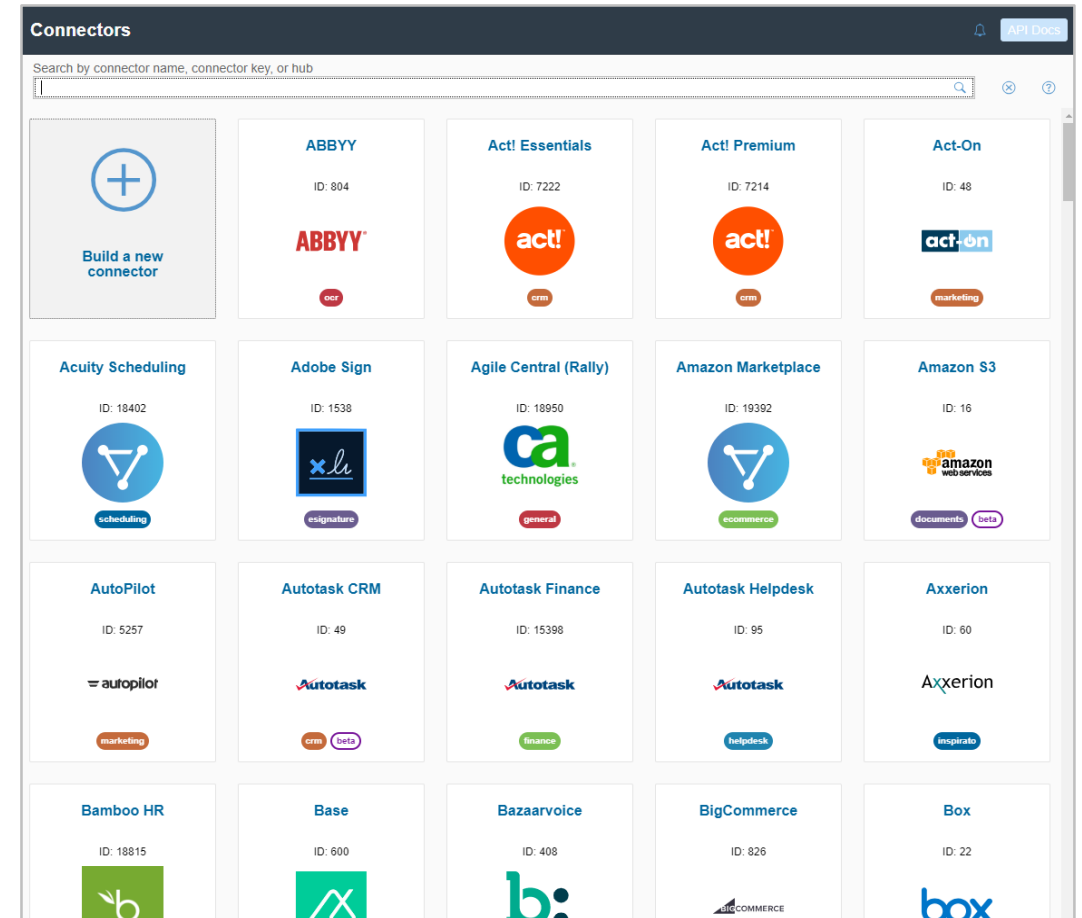 Connectors
API Docs
Search by connector name, connector key, or hub
Build a new
connector
ABBYY
ID: 804
ABBYY
ocr
Act! Essentials
ID: 7222
act!
crm
Act! Premium
ID: 7214
act!
crm
Act-On
ID: 48
act-on
marketing
Acuity Scheduling
ID: 18402
scheduling
Adobe Sign
ID: 1538
esignature
Agile Central (Rally)
ID: 18950
ca
technologies
general
Amazon Marketplace
ID: 19392
ecommerce
Amazon S3
ID: 16
amazon
web services
documents beta
AutoPilot
ID: 5257
autopilot
marketing
Autotask CRM
ID: 49
Autotask
crm beta
Autotask Finance
ID: 15398
Autotask
finance
Autotask Helpdesk
ID: 95
Autotask
helpdesk
Axxerion
ID: 60
Axxerion
inspirato
Bamboo HR
ID: 18815
b
Base
ID: 600
Bazaarvoice
ID: 408
b:
BigCommerce
ID: 826
BIGCOMMERCE
Box
ID: 22
box